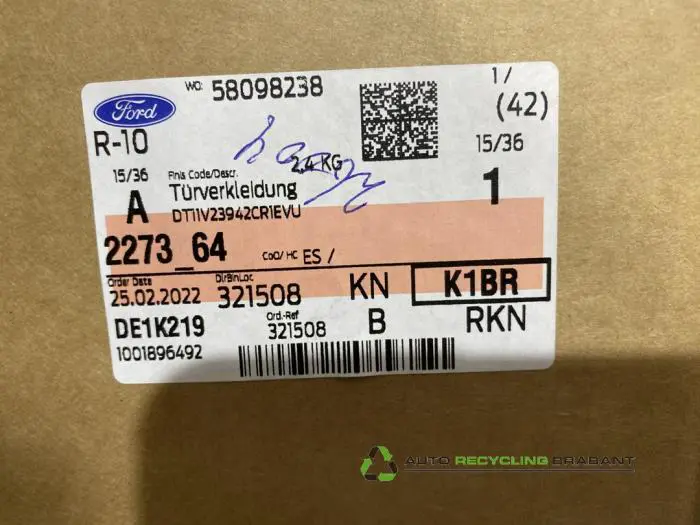 WO: 58098238
1/
(42)
Ford
R-10
2,4 KG
15/36
15/36
Finis Code/Descr.
Türverkleidung
A
1
DT11V23942CR1EVU
2273_64
CoO/ HC ES /
Order Date
25.02.2022
Dir/BinLoc
321508
KN
K1BR
DE1K219
Ord.-Ref
321508
B
RKN
1001896492
AUTO RECYCLING BRABANT